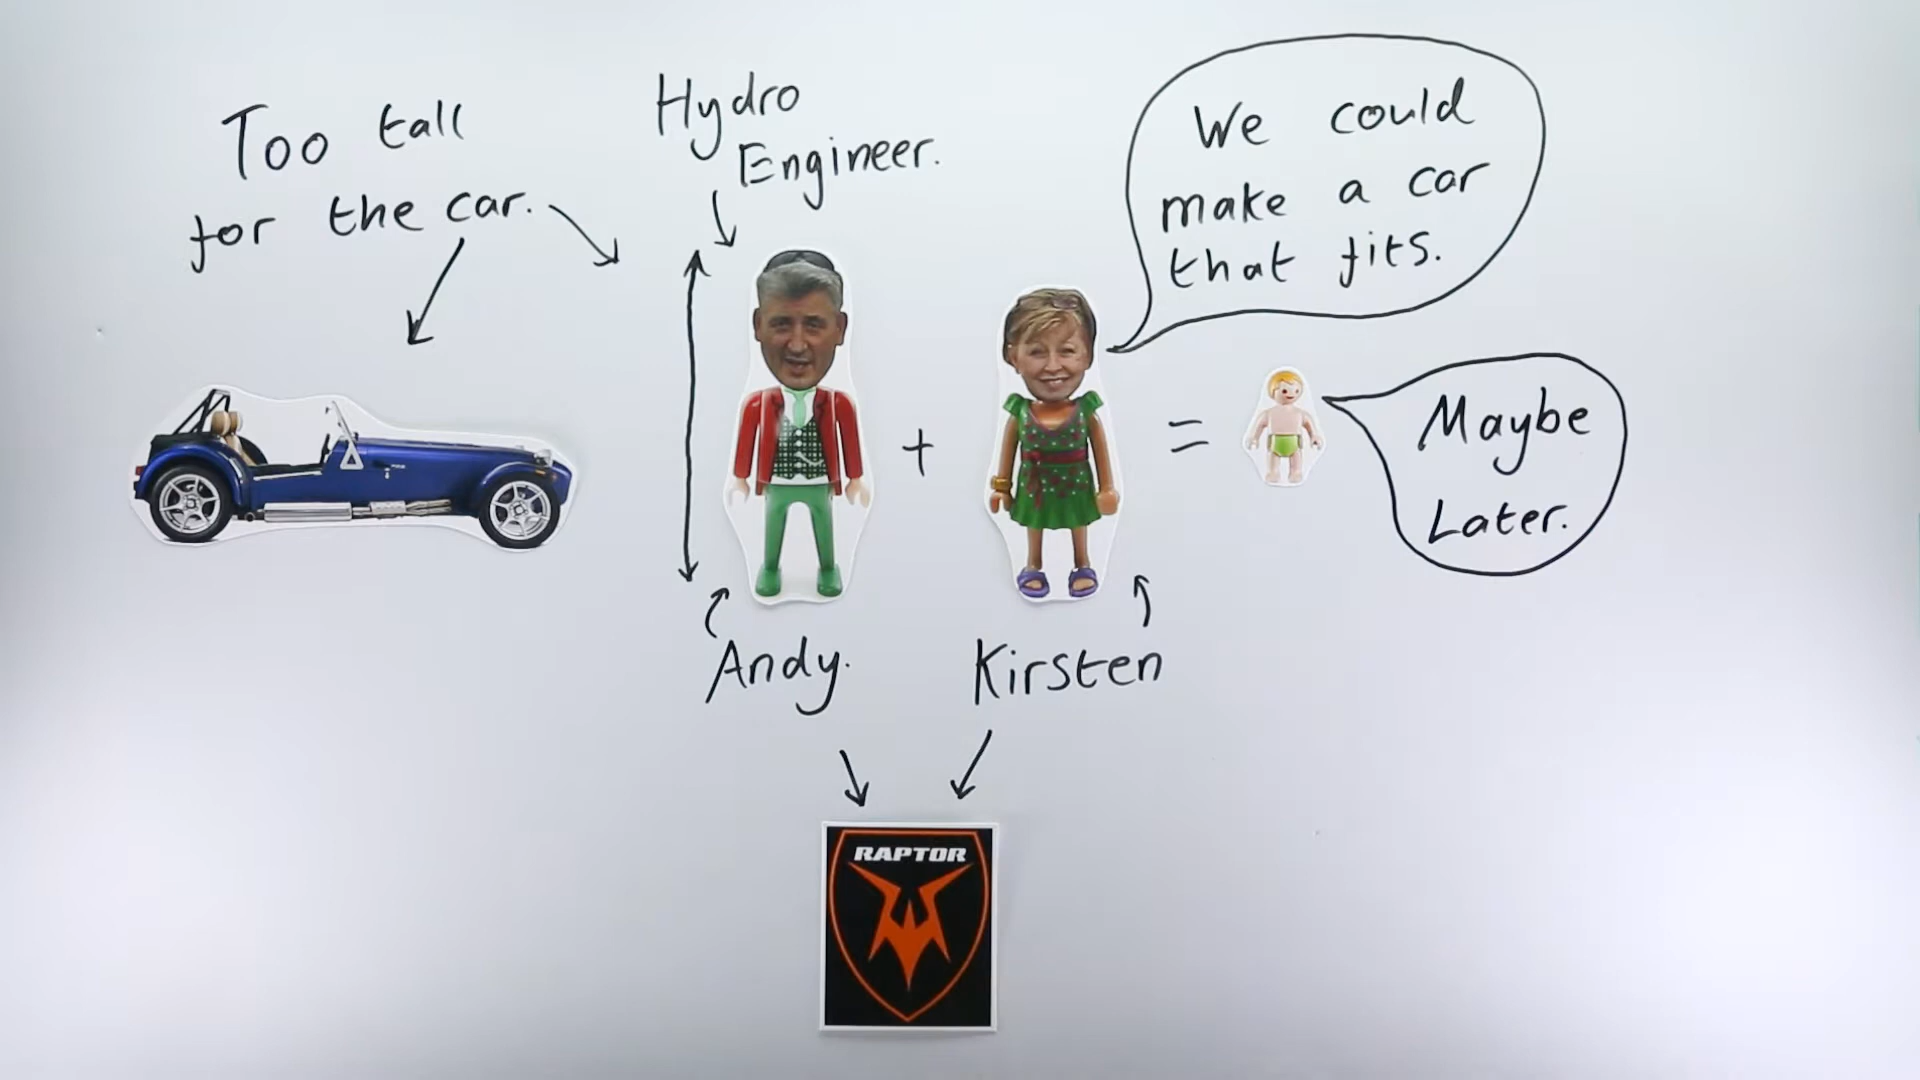 Too tall
for the car.
Hydro
Engineer.
We could
make a car
that fits.
Maybe
Later.
Andy.
Kirsten
RAPTOR